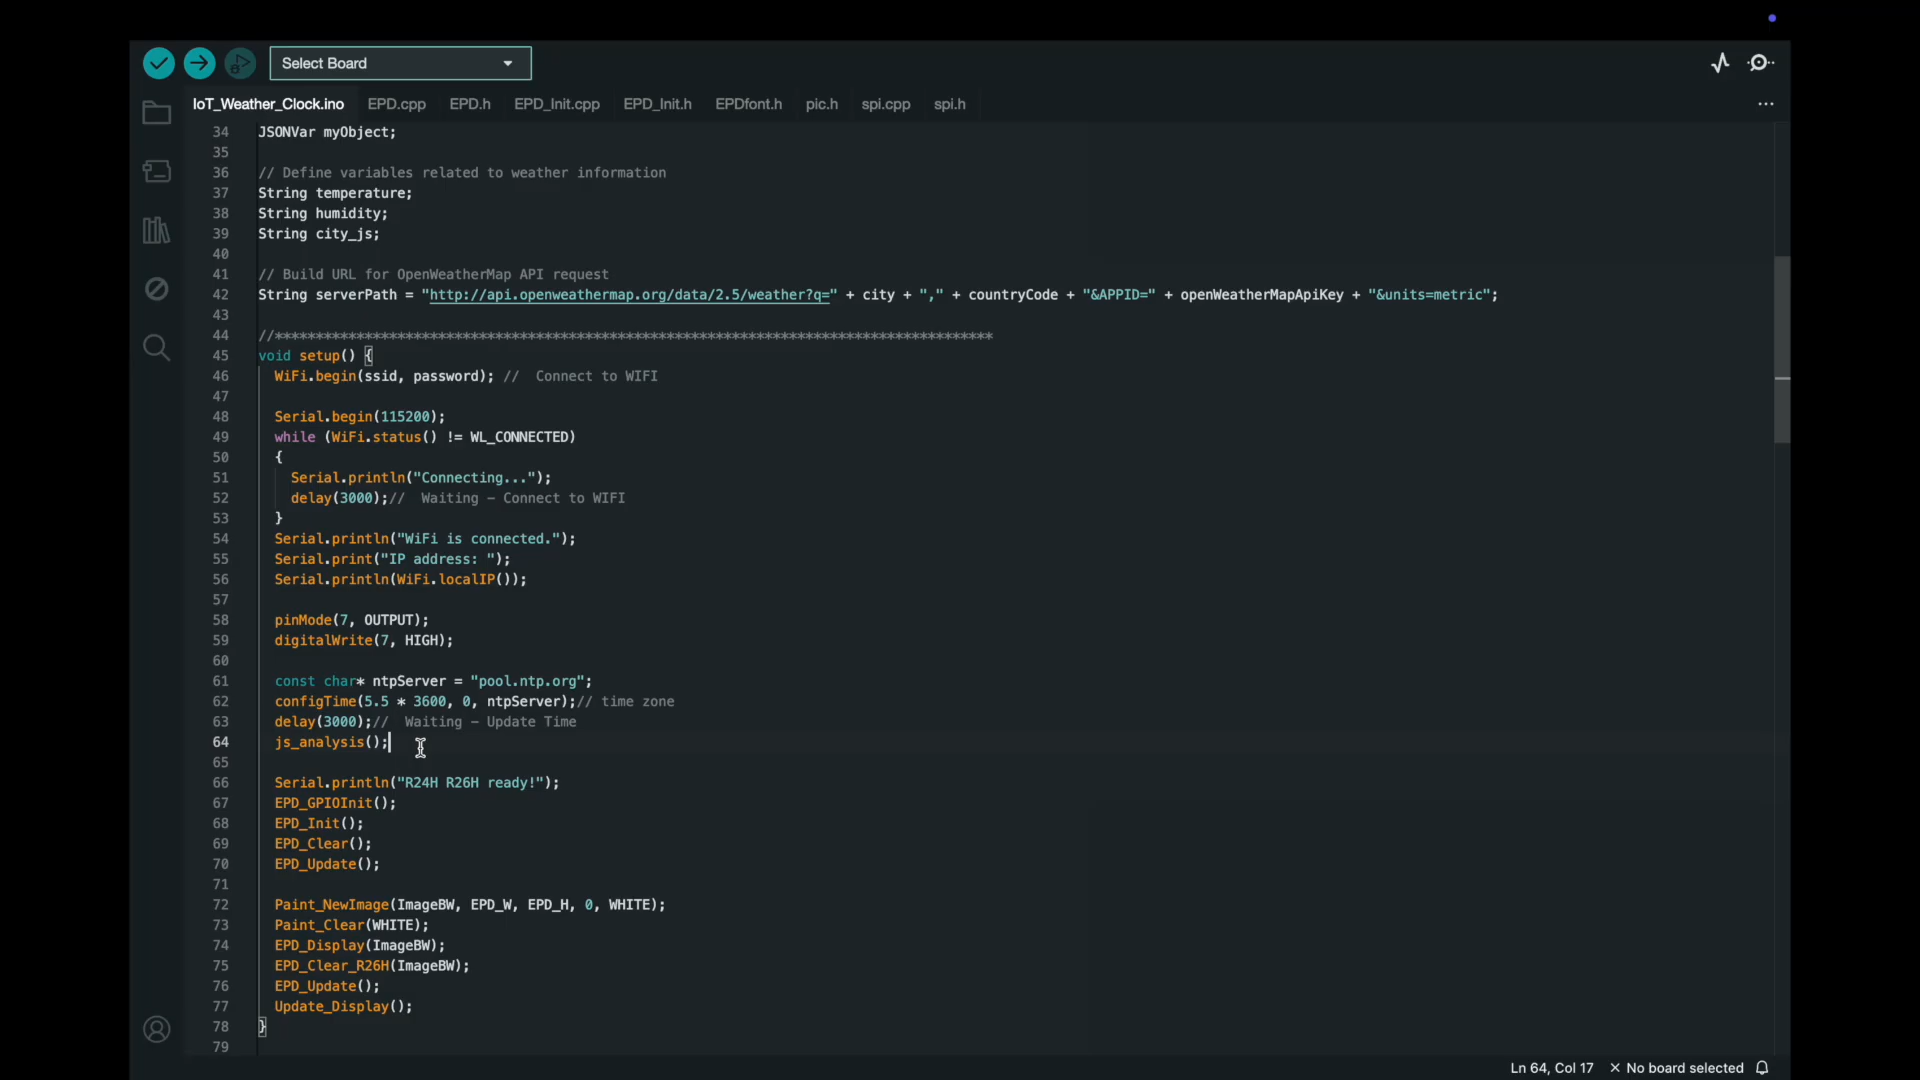 Select Board
IoT_Weather_Clock.ino EPD.cpp EPD.h EPD_Init.cpp EPD_Init.h EPDfont.h pic.h spi.cpp spi.h
34 JSONVar myObject;
35
36 // Define variables related to weather information
37 String temperature;
38 String humidity;
39 String city_js;
40
41 // Build URL for OpenWeatherMap API request
42 String serverPath = "http://api.openweathermap.org/data/2.5/weather?q=" + city + "," + countryCode + "&APPID=" + openWeatherMapApiKey + "&units=metric";
43
44 //****************************************************************************************
45 void setup() {
46 WiFi.begin(ssid, password); // Connect to WIFI
47
48 Serial.begin(115200);
49 while (WiFi.status() != WL_CONNECTED)
50 {
51 Serial.println("Connecting...");
52 delay(3000);// Waiting - Connect to WIFI
53 }
54 Serial.println("WiFi is connected.");
55 Serial.print("IP address: ");
56 Serial.println(WiFi.localIP());
57
58 pinMode(7, OUTPUT);
59 digitalWrite(7, HIGH);
60
61 const char* ntpServer = "pool.ntp.org";
62 configTime(5.5 * 3600, 0, ntpServer);// time zone
63 delay(3000);// Waiting - Update Time
64 js_analysis();
65
66 Serial.println("R24H R26H ready!");
67 EPD_GPIOInit();
68 EPD_Init();
69 EPD_Clear();
70 EPD_Update();
71
72 Paint_NewImage(ImageBW, EPD_W, EPD_H, 0, WHITE);
73 Paint_Clear(WHITE);
74 EPD_Display(ImageBW);
75 EPD_Clear_R26H(ImageBW);
76 EPD_Update();
77 Update_Display();
78 }
79
Ln 64, Col 17 × No board selected